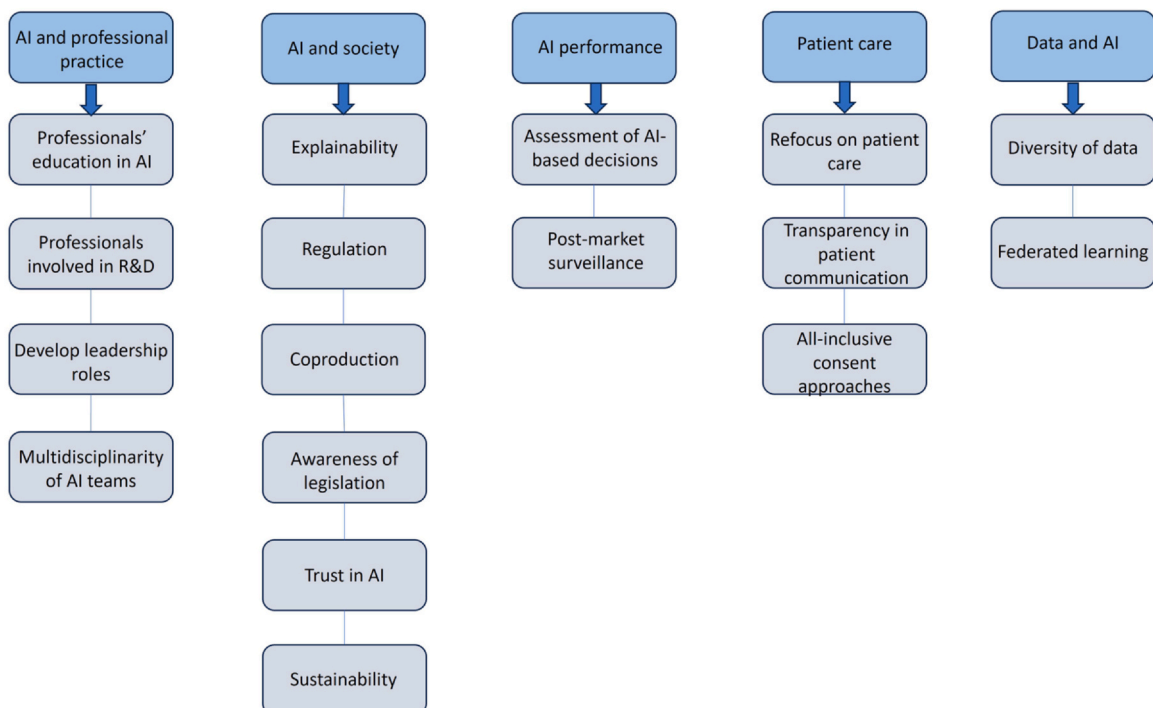 AI and professional
practice
Professionals'
education in AI
Professionals
involved in R&D
Develop leadership
roles
Multidisciplinarity
of AI teams
AI and society
Explainability
Regulation
Coproduction
Awareness of
legislation
Trust in AI
Sustainability
AI performance
Assessment of AI-
based decisions
Post-market
surveillance
Patient care
Refocus on patient
care
Transparency in
patient
communication
All-inclusive
consent
approaches
Data and AI
Diversity of data
Federated learning